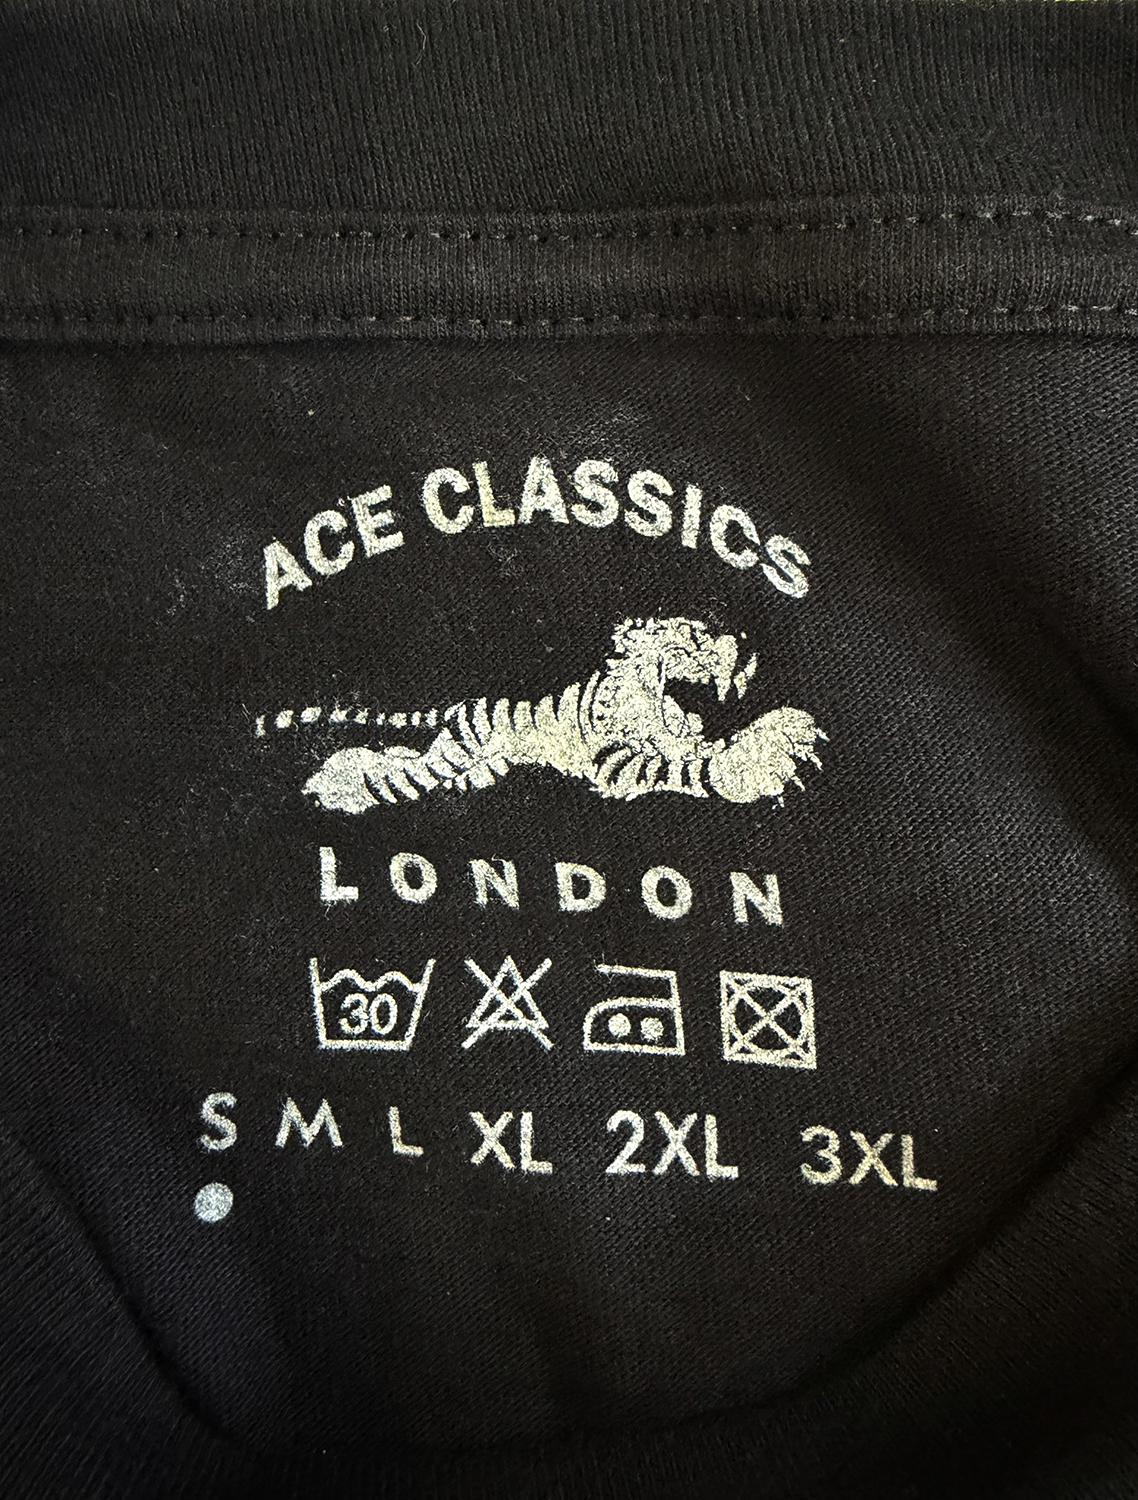 ACE CLASSICS
LONDON
30
S M L XL 2XL 3XL